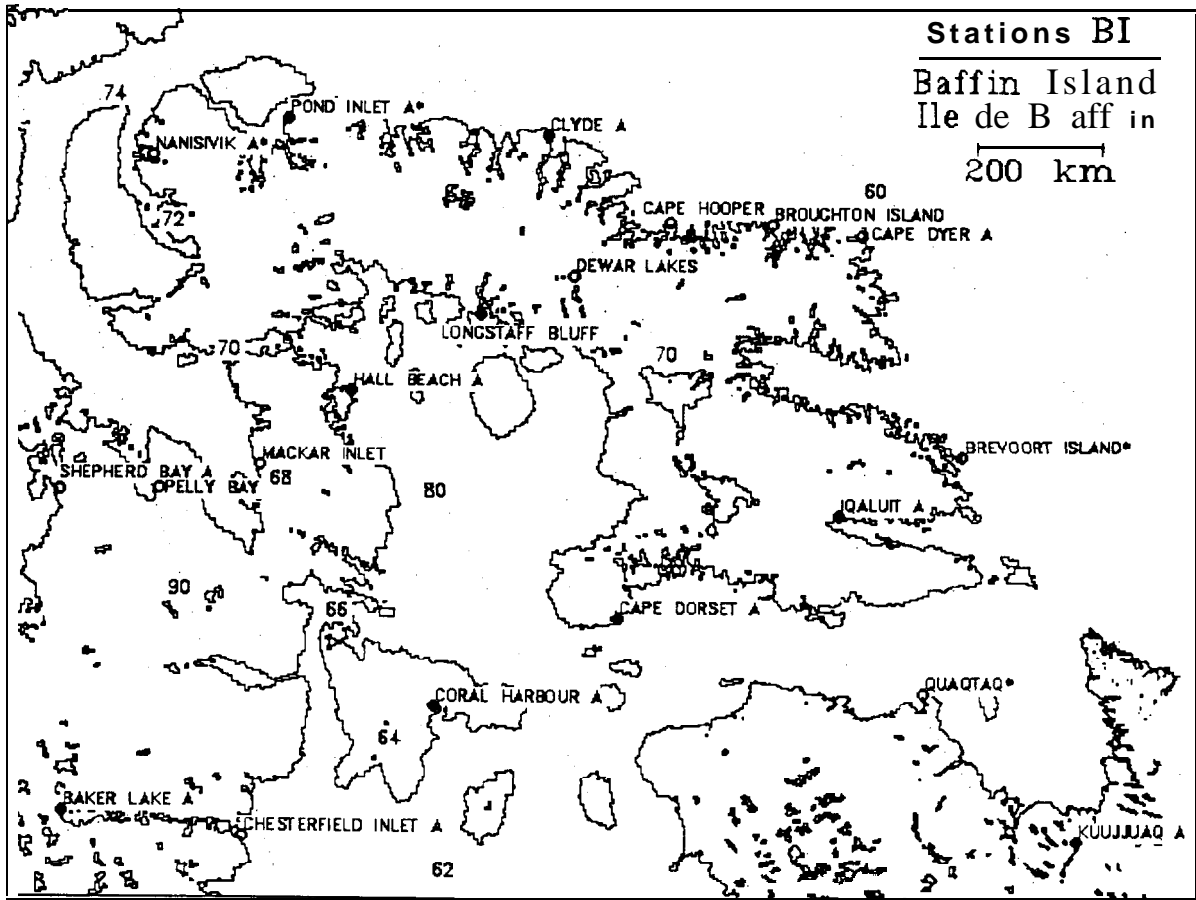 Stations BI
Baffin Island
Ile de B aff in
200 km
74
POND INLET A*
CLYDE A
NANISIVIK A*
60
72
CAPE HOOPER
BROUGHTON ISLAND
CAPE DYER A
DEWAR LAKES
LONGSTAFF BLUFF
70
70
HALL BEACH A
MACKAR INLET
BREVOORT ISLAND*
SHEPHERD BAY A
68
PELLY BAY
80
IQALUIT A
90
66
CAPE DORSET A
QUAQTAQ*
CORAL HARBOUR A
64
BAKER LAKE A
CHESTERFIELD INLET A
KUUJJUAQ A
62